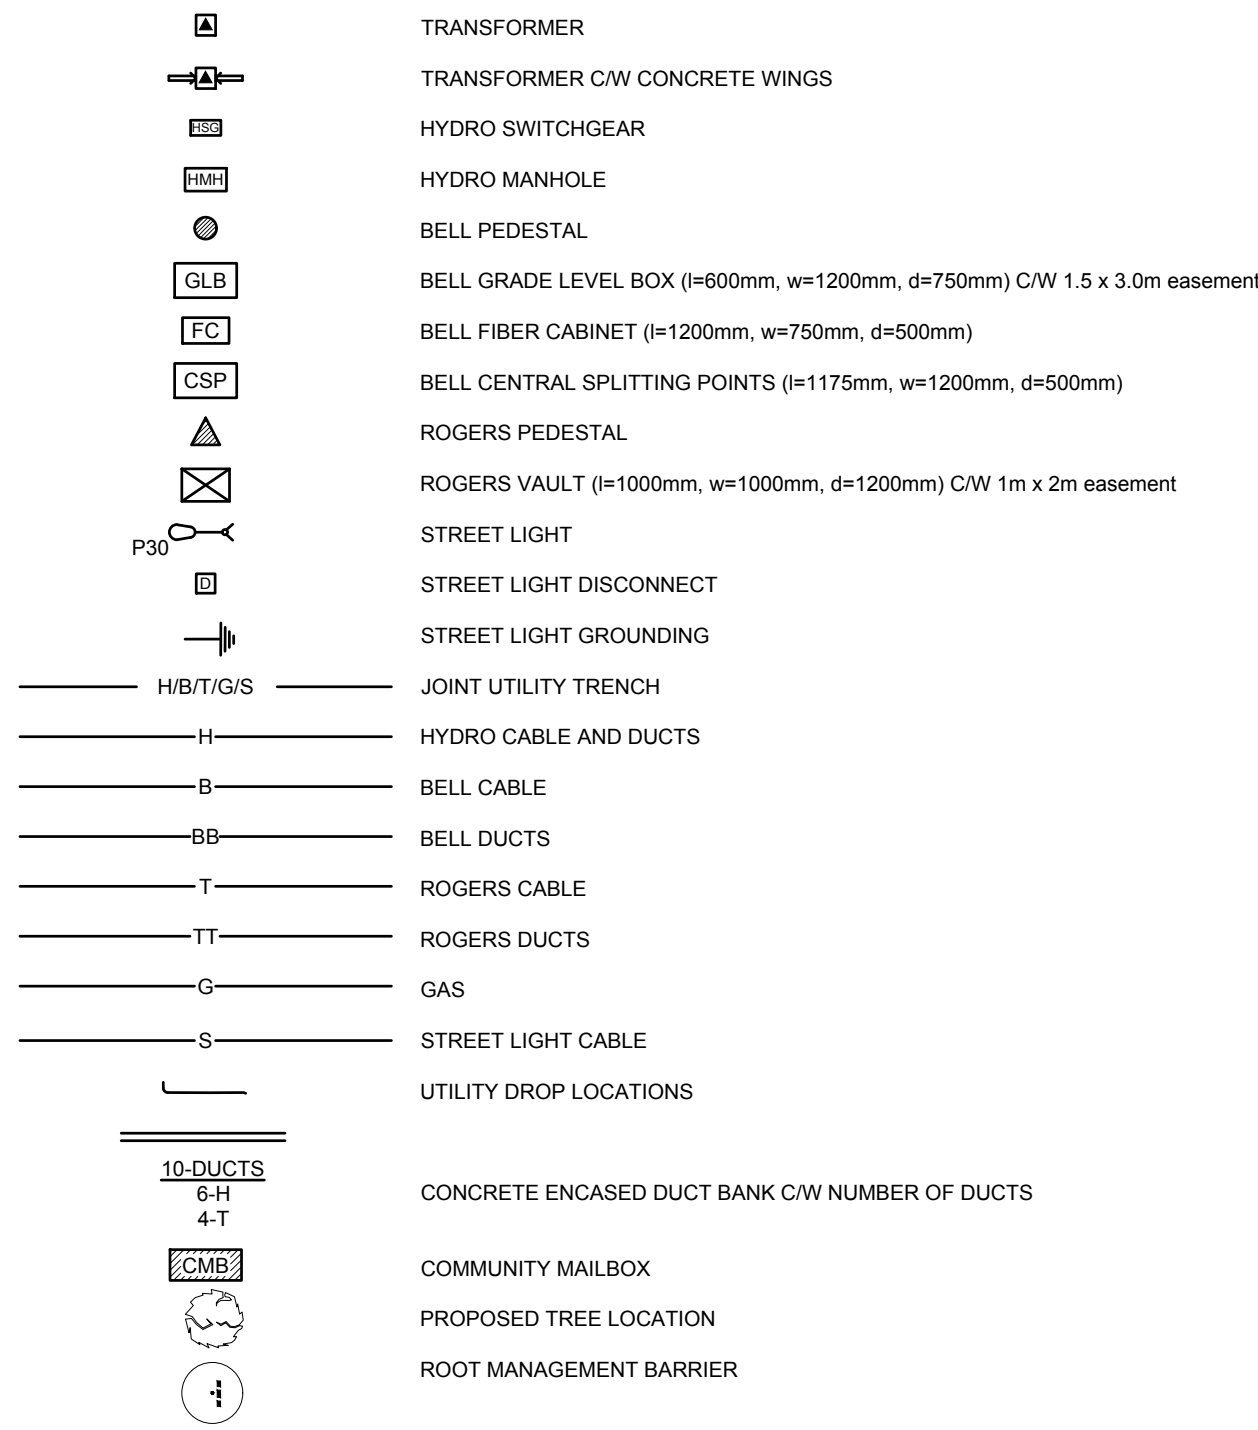 TRANSFORMER
TRANSFORMER C/W CONCRETE WINGS
HSG HYDRO SWITCHGEAR
HMH HYDRO MANHOLE
BELL PEDESTAL
GLB BELL GRADE LEVEL BOX (l=600mm, w=1200mm, d=750mm) C/W 1.5 x 3.0m easement
FC BELL FIBER CABINET (l=1200mm, w=750mm, d=500mm)
CSP BELL CENTRAL SPLITTING POINTS (l=1175mm, w=1200mm, d=500mm)
ROGERS PEDESTAL
ROGERS VAULT (l=1000mm, w=1000mm, d=1200mm) C/W 1m x 2m easement
P30 STREET LIGHT
D STREET LIGHT DISCONNECT
STREET LIGHT GROUNDING
H/B/T/G/S JOINT UTILITY TRENCH
H HYDRO CABLE AND DUCTS
B BELL CABLE
BB BELL DUCTS
T ROGERS CABLE
TT ROGERS DUCTS
G GAS
S STREET LIGHT CABLE
UTILITY DROP LOCATIONS
10-DUCTS
6-H CONCRETE ENCASED DUCT BANK C/W NUMBER OF DUCTS
4-T
CMB COMMUNITY MAILBOX
PROPOSED TREE LOCATION
ROOT MANAGEMENT BARRIER